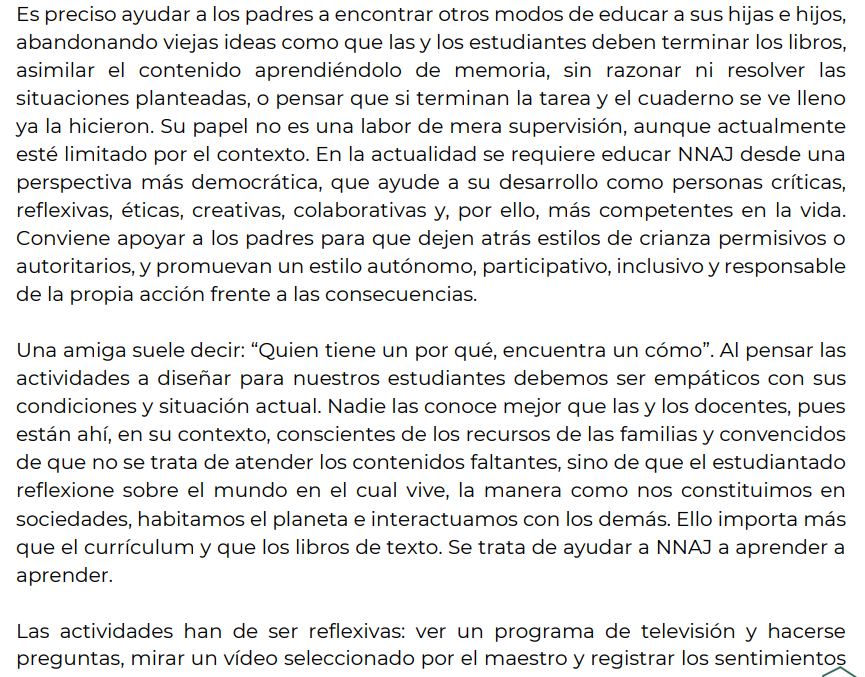 Es preciso ayudar a los padres a encontrar otros modos de educar a sus hijas e hijos,
abandonando viejas ideas como que las y los estudiantes deben terminar los libros,
asimilar el contenido aprendiéndolo de memoria, sin razonar ni resolver las
situaciones planteadas, o pensar que si terminan la tarea y el cuaderno se ve lleno
ya la hicieron. Su papel no es una labor de mera supervisión, aunque actualmente
esté limitado por el contexto. En la actualidad se requiere educar NNAJ desde una
perspectiva más democrática, que ayude a su desarrollo como personas críticas,
reflexivas, éticas, creativas, colaborativas y, por ello, más competentes en la vida.
Conviene apoyar a los padres para que dejen atrás estilos de crianza permisivos o
autoritarios, y promuevan un estilo autónomo, participativo, inclusivo y responsable
de la propia acción frente a las consecuencias.
Una amiga suele decir: “Quien tiene un por qué, encuentra un cómo”. Al pensar las
actividades a diseñar para nuestros estudiantes debemos ser empáticos con sus
condiciones y situación actual. Nadie las conoce mejor que las y los docentes, pues
están ahí, en su contexto, conscientes de los recursos de las familias y convencidos
de que no se trata de atender los contenidos faltantes, sino de que el estudiantado
reflexione sobre el mundo en el cual vive, la manera como nos constituimos en
sociedades, habitamos el planeta e interactuamos con los demás. Ello importa más
que el currículum y que los libros de texto. Se trata de ayudar a NNAJ a aprender a
aprender.
Las actividades han de ser reflexivas: ver un programa de televisión y hacerse
preguntas, mirar un vídeo seleccionado por el maestro y registrar los sentimientos